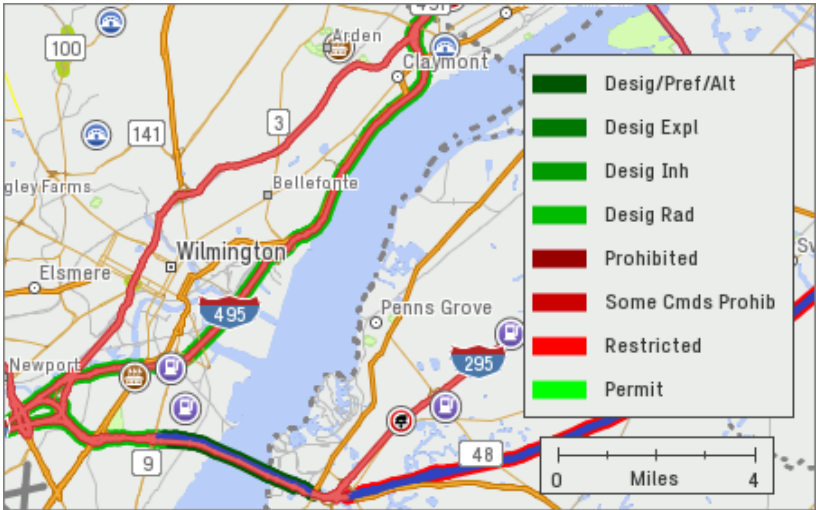 Arden
100
Claymont
3
141
gley Farms
Bellefonte
Wilmington
Elsmere
495
Penns Grove
Newport
295
9
48
Desig/Pref/Alt
Desig Expl
Desig Inh
Desig Rad
Prohibited
Some Cmds Prohib
Restricted
Permit
Sv
0 4
Miles